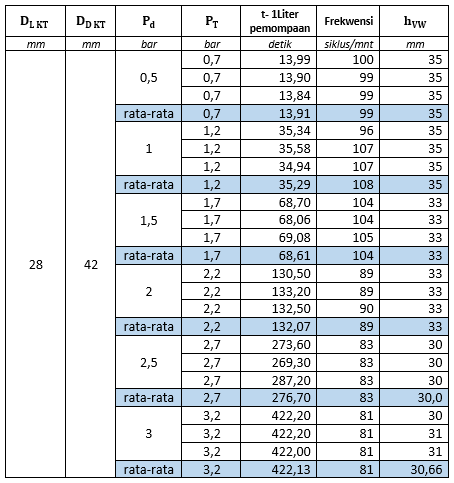 D_L KT D_D KT P_d P_T t- 1Liter pemompaan Frekwensi h_VW
mm mm bar bar detik siklus/mnt mm
0,7 13,99 100 35
0,5 0,7 13,90 99 35
0,7 13,84 99 35
rata-rata 0,7 13,91 99 35
1,2 35,34 96 35
1 1,2 35,58 107 35
1,2 34,94 107 35
rata-rata 1,2 35,29 108 35
1,7 68,70 104 33
1,5 1,7 68,06 104 33
1,7 69,08 105 33
rata-rata 1,7 68,61 104 33
28 42 2,2 130,50 89 33
2 2,2 133,20 89 33
2,2 132,50 90 33
rata-rata 2,2 132,07 89 33
2,7 273,60 83 30
2,5 2,7 269,30 83 30
2,7 287,20 83 30
rata-rata 2,7 276,70 83 30,0
3,2 422,20 81 30
3 3,2 422,20 81 31
3,2 422,00 81 31
rata-rata 3,2 422,13 81 30,66